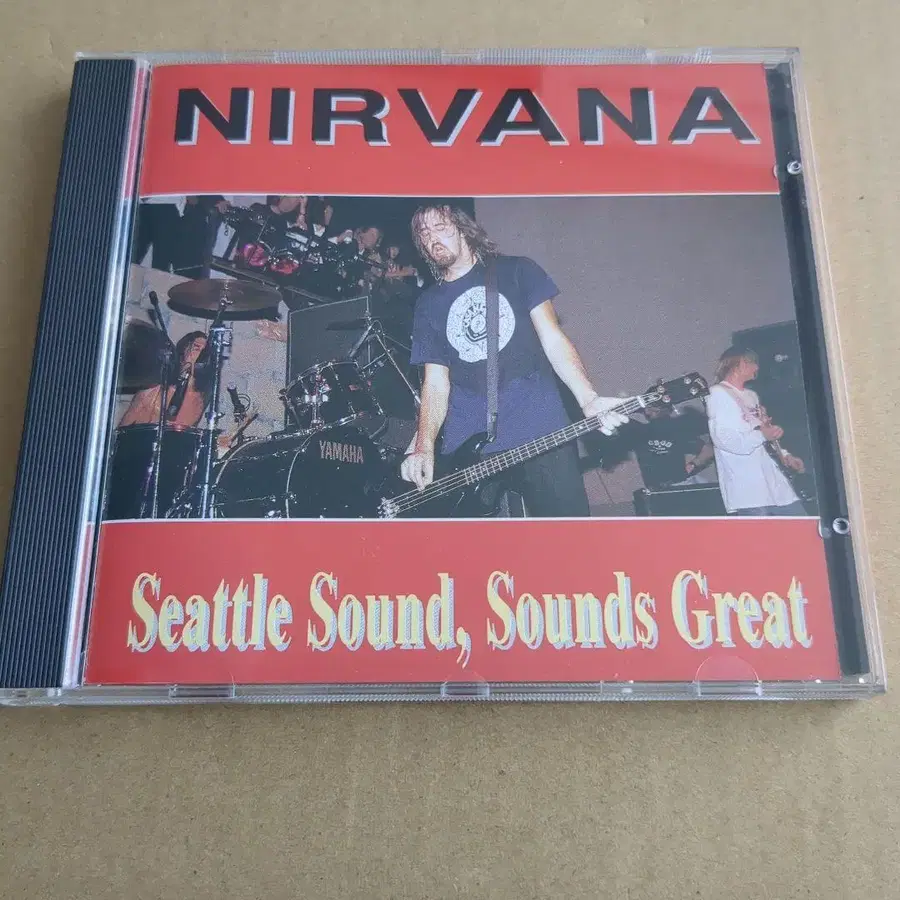 NIRVANA
YAMAHA
Seattle Sound, Sounds Great